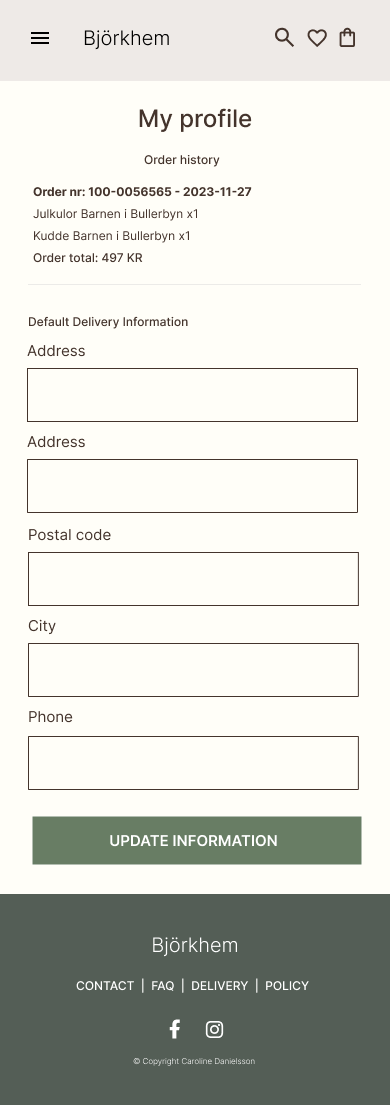 Björkhem
My profile
Order history
Order nr: 100-0056565 - 2023-11-27
Julkulor Barnen i Bullerbyn x1
Kudde Barnen i Bullerbyn x1
Order total: 497 KR
Default Delivery Information
Address
Address
Postal code
City
Phone
UPDATE INFORMATION
Björkhem
CONTACT | FAQ | DELIVERY | POLICY
© Copyright Caroline Danielsson